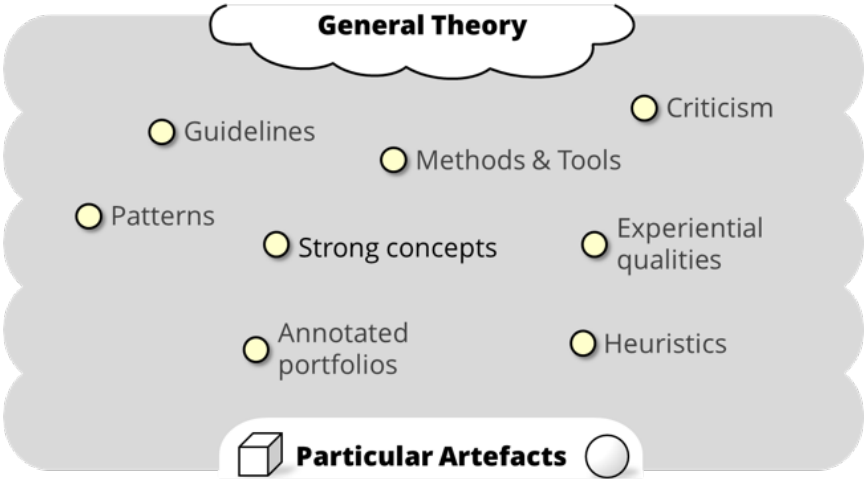 General Theory
Criticism
Guidelines
Methods & Tools
Patterns
Strong concepts
Experiential
qualities
Annotated
portfolios
Heuristics
Particular Artefacts